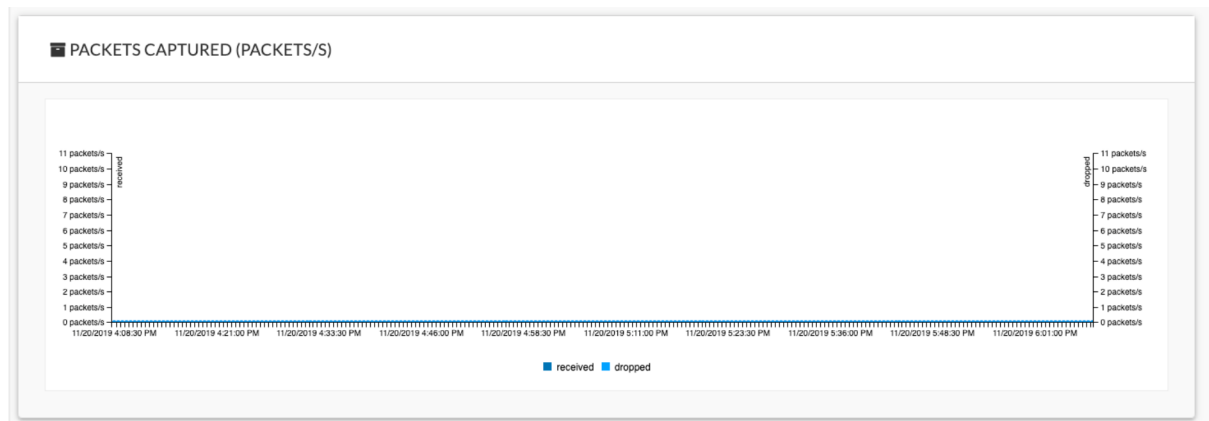 PACKETS CAPTURED (PACKETS/S)
11 packets/s
10 packets/s
9 packets/s
8 packets/s
7 packets/s
6 packets/s
5 packets/s
4 packets/s
3 packets/s
2 packets/s
1 packets/s
0 packets/s
received
dropped
11 packets/s
10 packets/s
9 packets/s
8 packets/s
7 packets/s
6 packets/s
5 packets/s
4 packets/s
3 packets/s
2 packets/s
1 packets/s
0 packets/s
11/20/2019 4:08:30 PM 11/20/2019 4:21:00 PM 11/20/2019 4:33:30 PM 11/20/2019 4:46:00 PM 11/20/2019 4:58:30 PM 11/20/2019 5:11:00 PM 11/20/2019 5:23:30 PM 11/20/2019 5:36:00 PM 11/20/2019 5:48:30 PM 11/20/2019 6:01:00 PM
received dropped